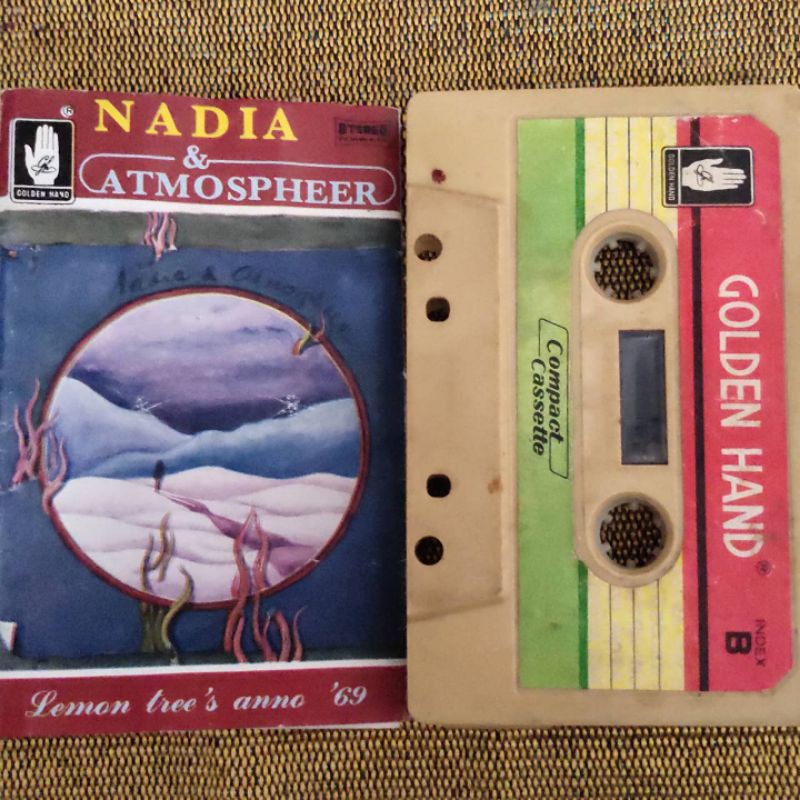 NADIA
&
ATMOSPHEER
®
GOLDEN HAND
STEREO
Lemon tree's anno '69
GOLDEN HAND
GOLDEN HAND®
INDEX
B
Compact
Cassette